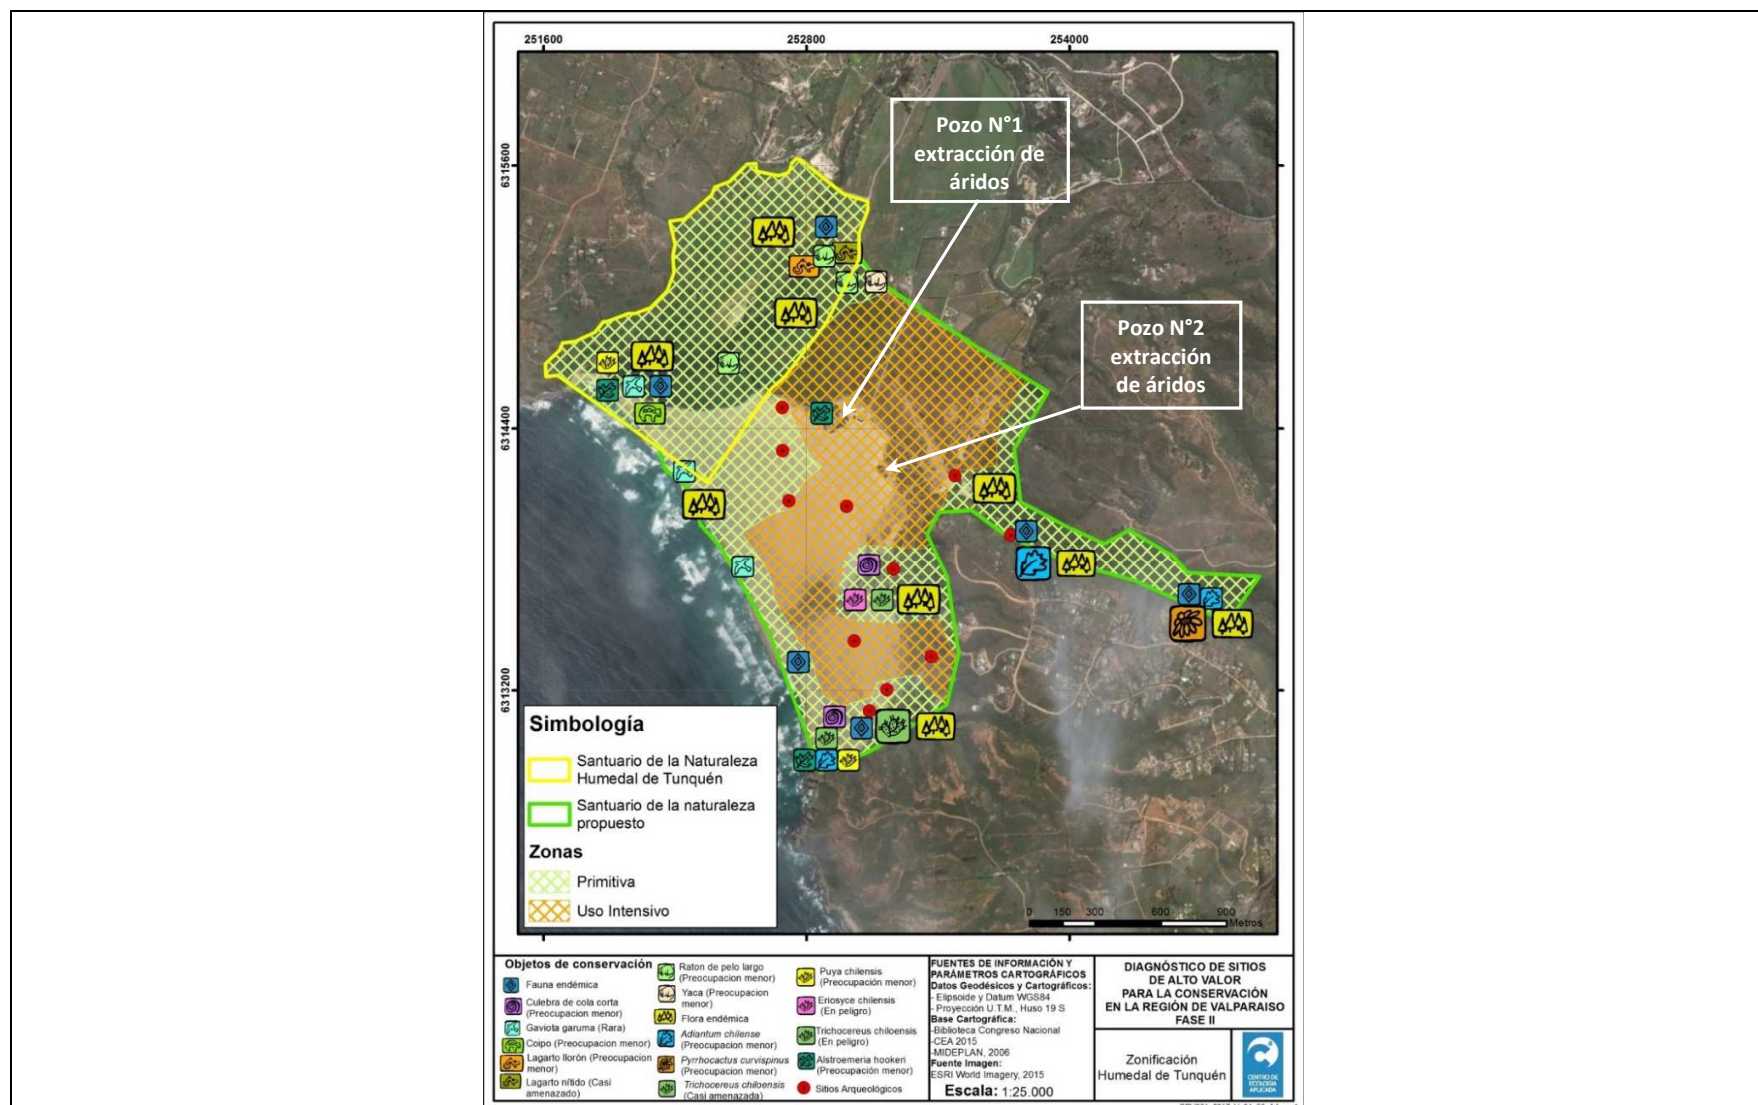 251600
252800
254000
6315600
6314400
6313200
Pozo N°1
extracción de
áridos
Pozo N°2
extracción
de áridos
Simbología
Santuario de la Naturaleza
Humedal de Tunquén
Santuario de la naturaleza
propuesto
Zonas
Primitiva
Uso Intensivo
0 150 300 600 900
Metros
Objetos de conservación
Fauna endémica
Culebra de cola corta
(Preocupacion menor)
Gaviota garuma (Rara)
Coipo (Preocupacion menor)
Lagarto llorón (Preocupacion
menor)
Lagarto nítido (Casi
amenazado)
Raton de pelo largo
(Preocupacion menor)
Yaca (Preocupacion
menor)
Flora endémica
Adiantum chilense
(Preocupacion menor)
Pyrrhocactus curvispinus
(Preocupacion menor)
Trichocereus chiloensis
(Casi amenazada)
Puya chilensis
(Preocupación menor)
Eriosyce chilensis
(En peligro)
Trichocereus chiloensis
(En peligro)
Alstroemeria hookeri
(Preocupación menor)
Sitios Arqueológicos
FUENTES DE INFORMACIÓN Y
PARÁMETROS CARTOGRÁFICOS
Datos Geodésicos y Cartográficos:
- Elipsoide y Datum WGS84
- Proyección U.T.M., Huso 19 S
Base Cartográfica:
-Biblioteca Congreso Nacional
-CEA 2015
-MIDEPLAN, 2006
Fuente Imagen:
ESRI World Imagery, 2015
Escala: 1:25.000
DIAGNÓSTICO DE SITIOS
DE ALTO VALOR
PARA LA CONSERVACIÓN
EN LA REGIÓN DE VALPARAISO
FASE II
Zonificación
Humedal de Tunquén
CENTRO DE
ECOLOGIA
APLICADA